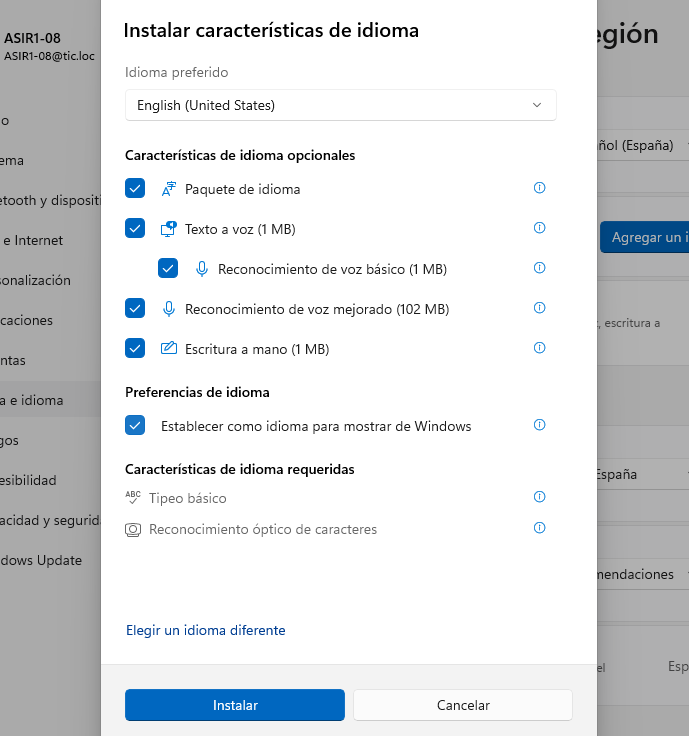 ASIR1-08
ASIR1-08@tic.loc
o
ema
etooth y dispositi
e Internet
sonalización
caciones
ntas
a e idioma
gos
esibilidad
acidad y segurida
dows Update
Instalar características de idioma
Idioma preferido
English (United States)
Características de idioma opcionales
Paquete de idioma
Texto a voz (1 MB)
Reconocimiento de voz básico (1 MB)
Reconocimiento de voz mejorado (102 MB)
Escritura a mano (1 MB)
Preferencias de idioma
Establecer como idioma para mostrar de Windows
Características de idioma requeridas
ABC
Tipeo básico
Reconocimiento óptico de caracteres
Elegir un idioma diferente
Instalar
Cancelar
egión
ñol (España)
Agregar un i
, escritura a
España
mendaciones
el
Esp